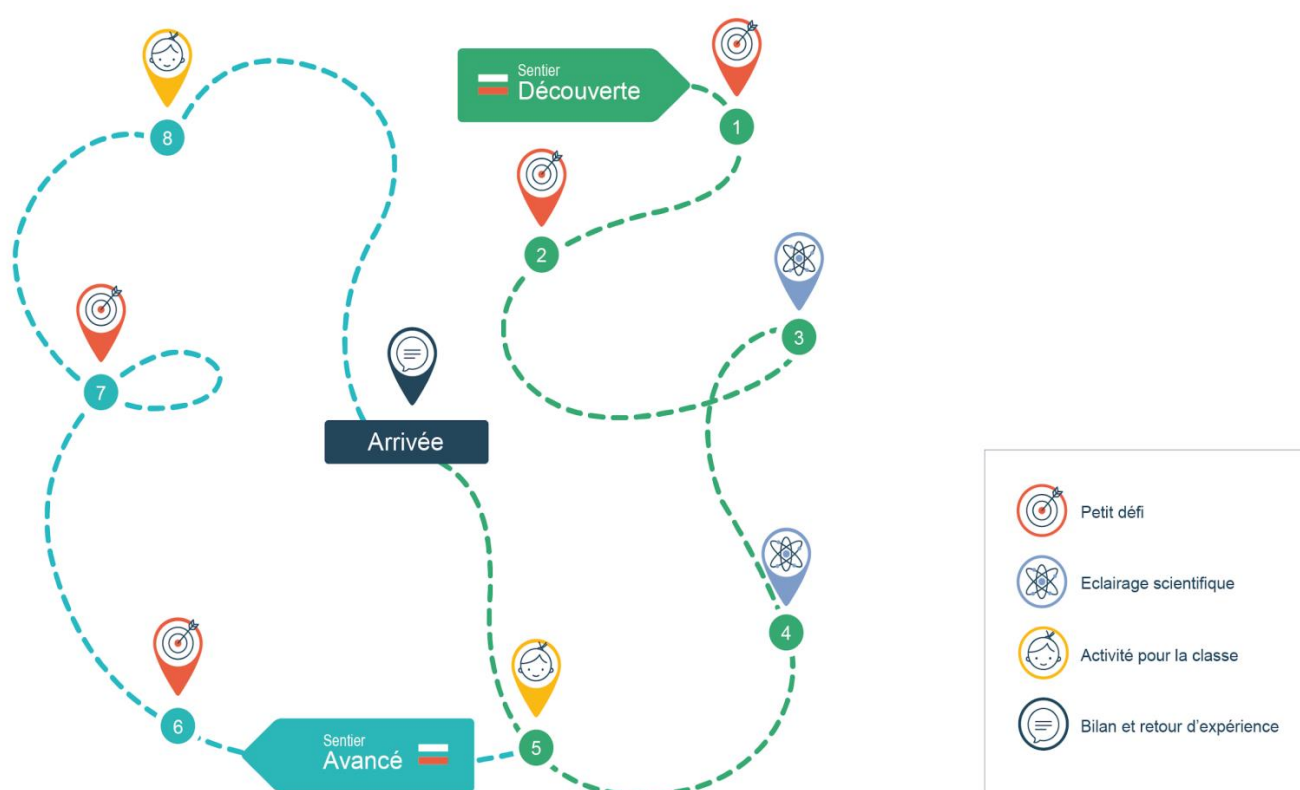 Sentier
Découverte
1
2
3
4
5
Sentier
Avancé
6
7
8
Arrivée
Petit défi
Eclairage scientifique
Activité pour la classe
Bilan et retour d'expérience